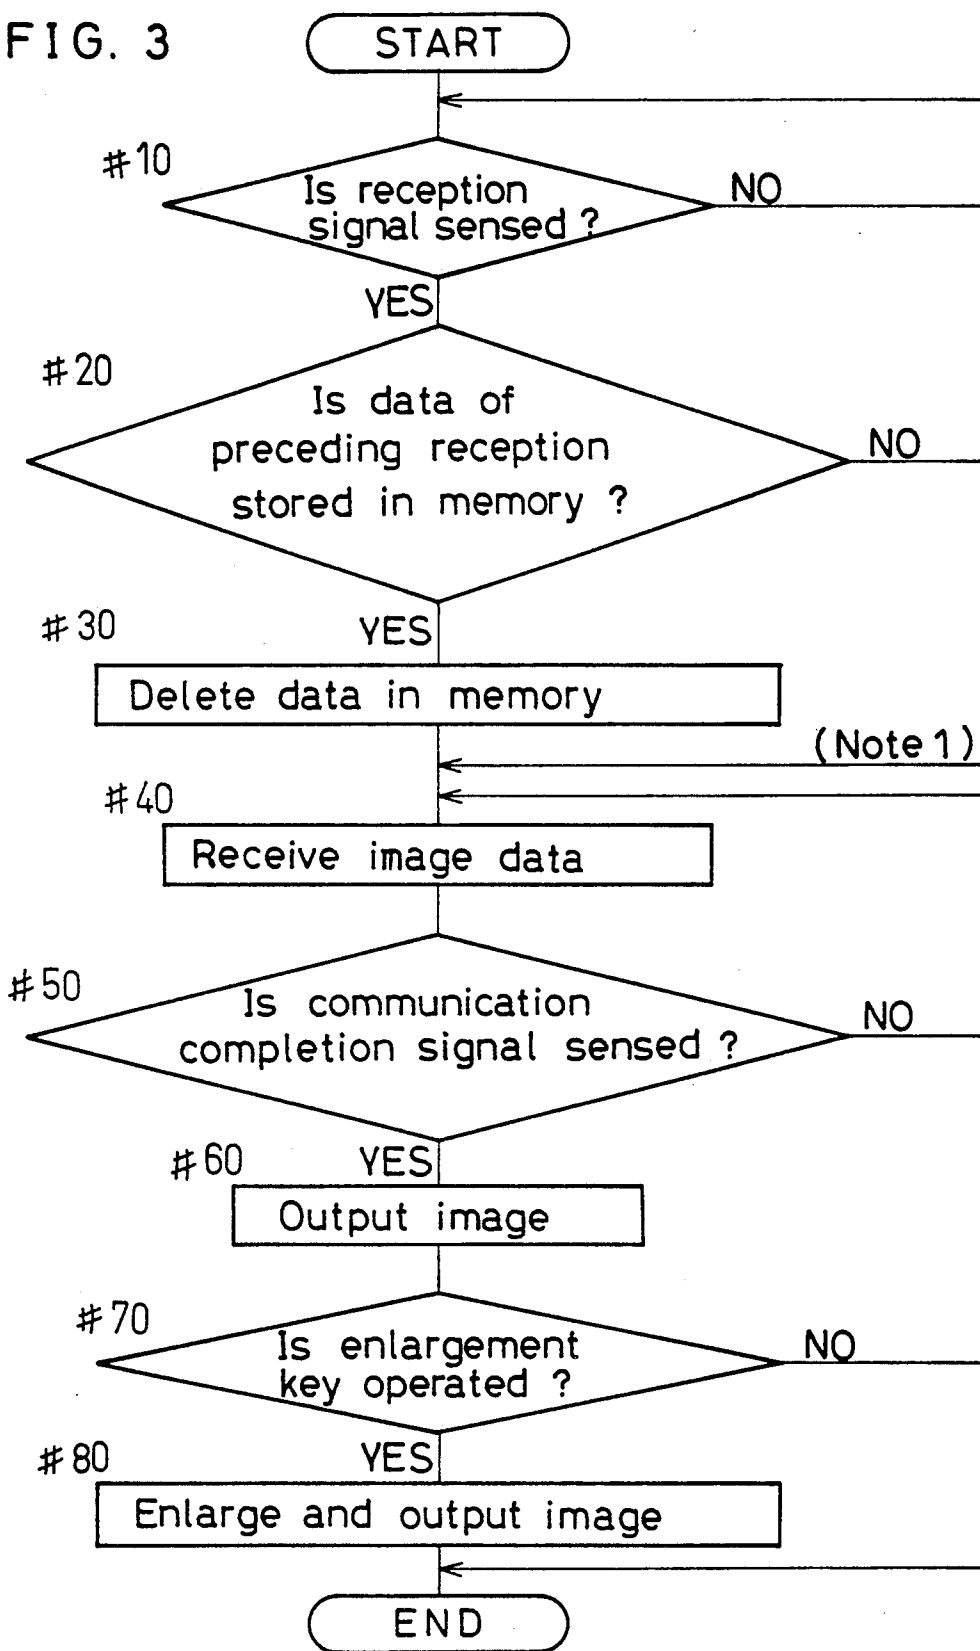 FIG. 3
START
#10
Is reception
signal sensed ?
NO
YES
#20
Is data of
preceding reception
stored in memory ?
NO
YES
#30
Delete data in memory
(Note 1)
#40
Receive image data
#50
Is communication
completion signal sensed ?
NO
YES
#60
Output image
#70
Is enlargement
key operated ?
NO
YES
#80
Enlarge and output image
END